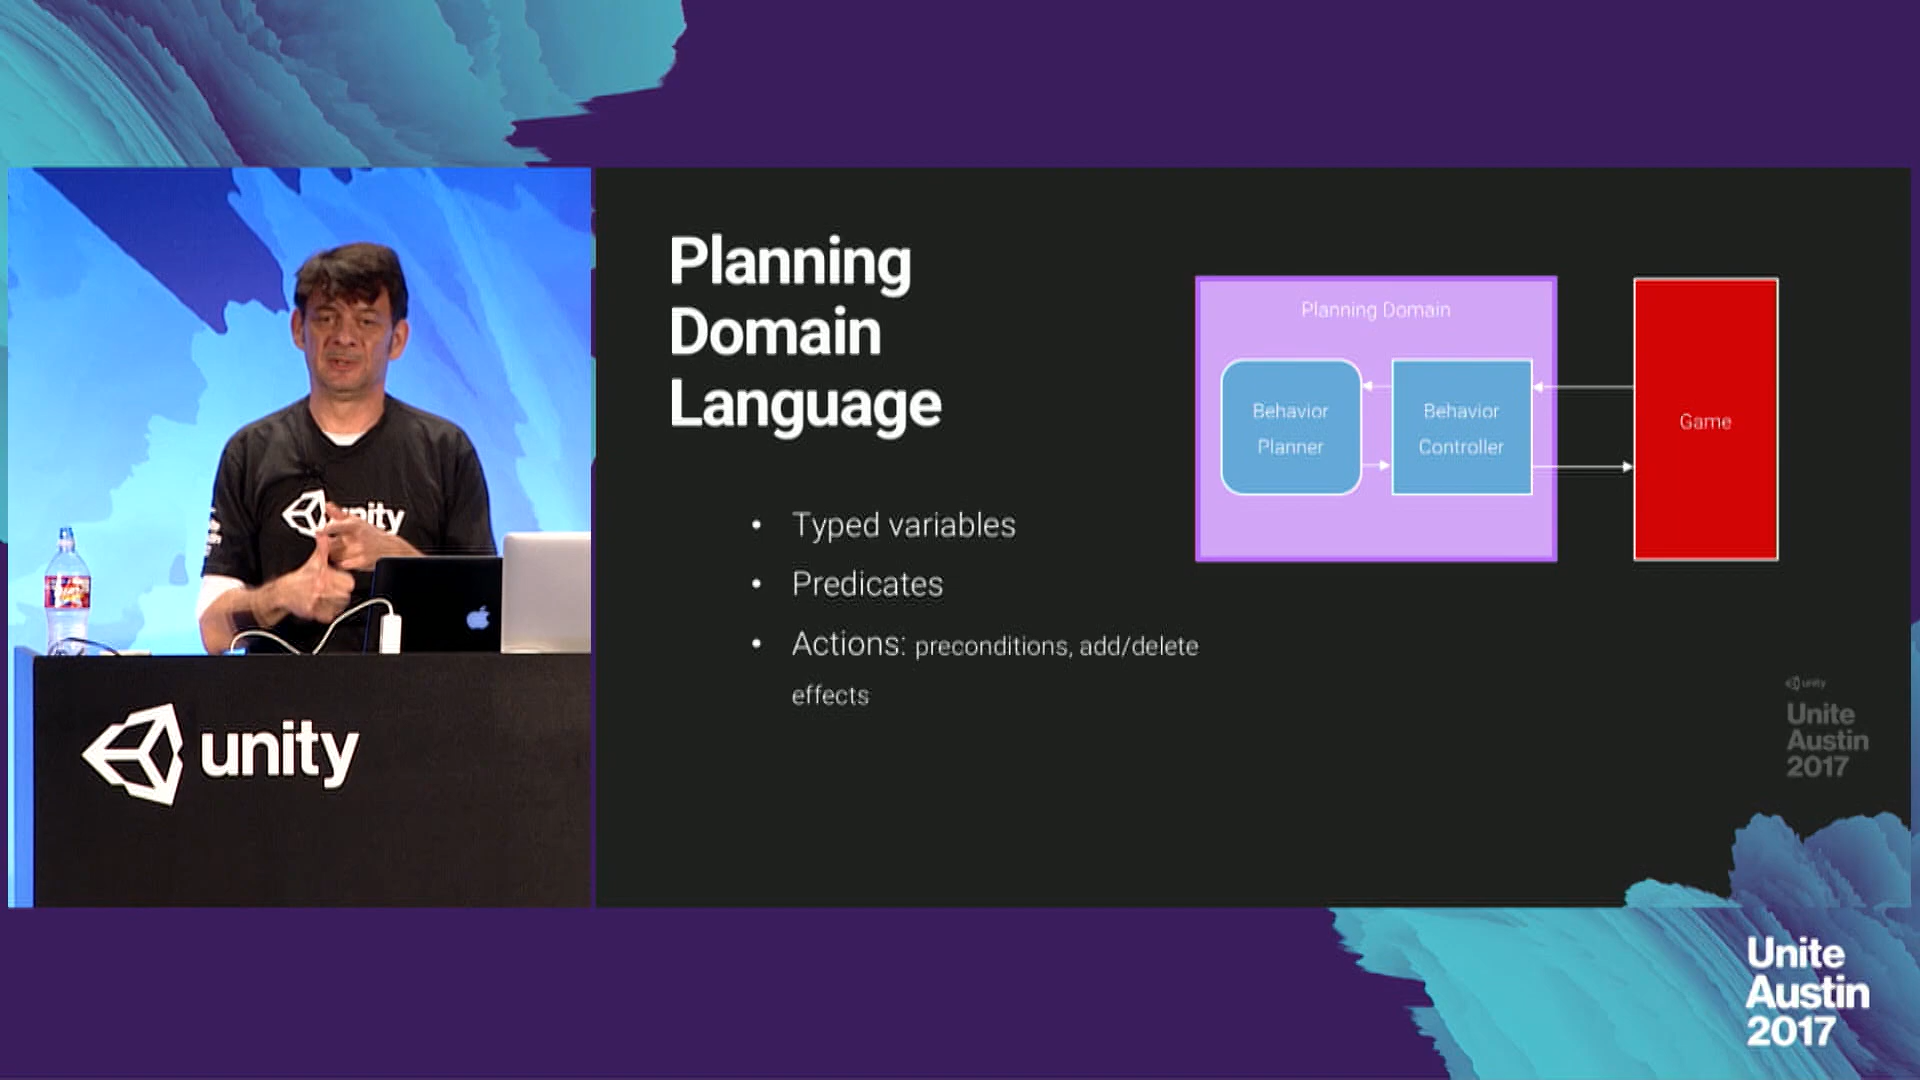 Planning
Domain
Language
• Typed variables
• Predicates
• Actions: preconditions, add/delete
effects
Planning Domain
Behavior
Planner
Behavior
Controller
Game
unity
unity
unity
Unite
Austin
2017
Unite
Austin
2017